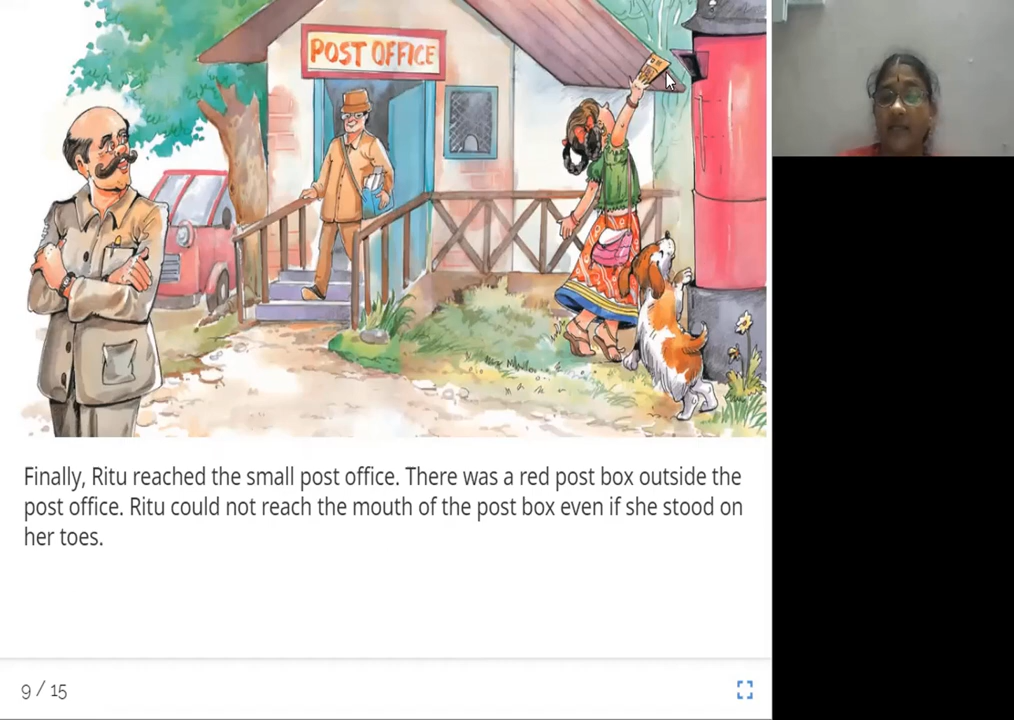 POST OFFICE
Finally, Ritu reached the small post office. There was a red post box outside the
post office. Ritu could not reach the mouth of the post box even if she stood on
her toes.
9 / 15